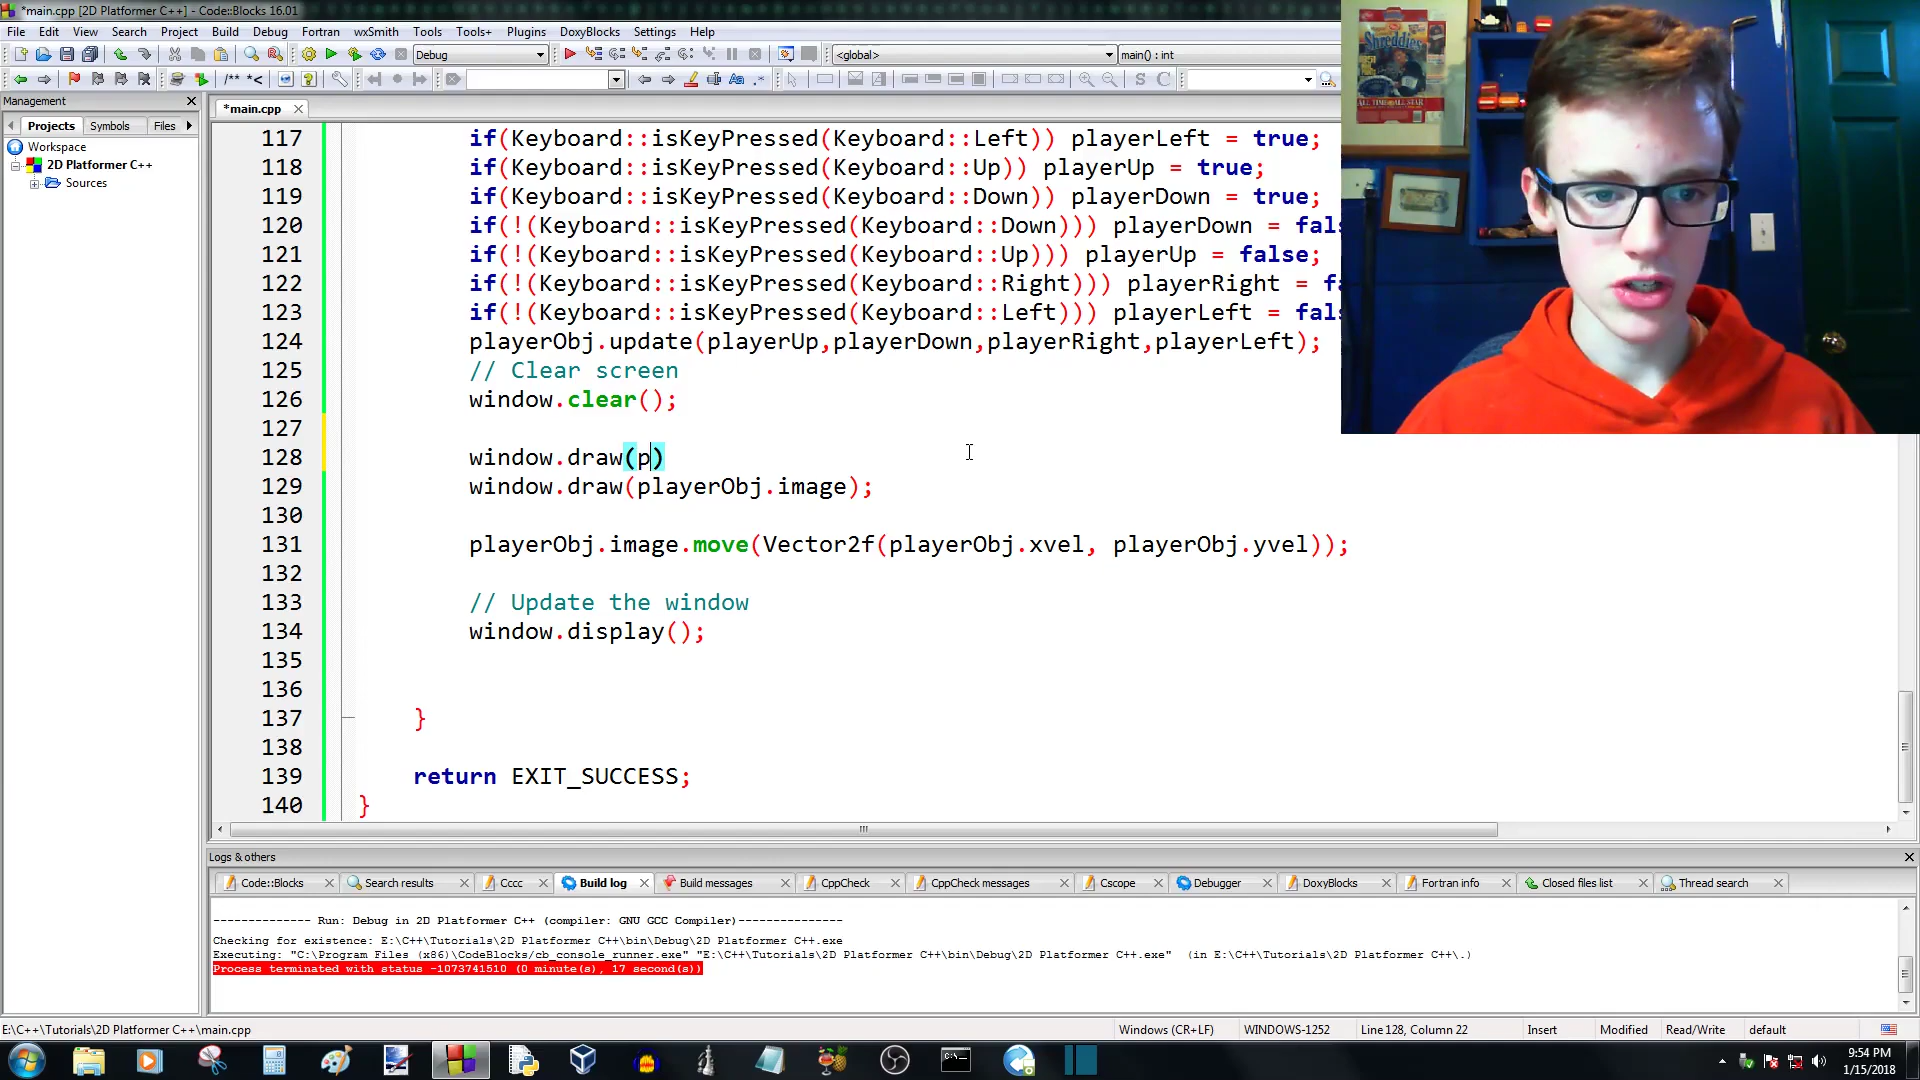 *main.cpp [2D Platformer C++] - Code::Blocks 16.01
File Edit View Search Project Build Debug Fortran wxSmith Tools Tools+ Plugins DoxyBlocks Settings Help
Debug <global> main() : int
/** *<
Management
Projects Symbols Files
*main.cpp
Workspace
2D Platformer C++
Sources
117 if(Keyboard::isKeyPressed(Keyboard::Left)) playerLeft = true;
118 if(Keyboard::isKeyPressed(Keyboard::Up)) playerUp = true;
119 if(Keyboard::isKeyPressed(Keyboard::Down)) playerDown = true;
120 if(!(Keyboard::isKeyPressed(Keyboard::Down))) playerDown = fals
121 if(!(Keyboard::isKeyPressed(Keyboard::Up))) playerUp = false;
122 if(!(Keyboard::isKeyPressed(Keyboard::Right))) playerRight = fa
123 if(!(Keyboard::isKeyPressed(Keyboard::Left))) playerLeft = fals
124 playerObj.update(playerUp,playerDown,playerRight,playerLeft);
125 // Clear screen
126 window.clear();
127
128 window.draw(p)
129 window.draw(playerObj.image);
130
131 playerObj.image.move(Vector2f(playerObj.xvel, playerObj.yvel));
132
133 // Update the window
134 window.display();
135
136
137 }
138
139 return EXIT_SUCCESS;
140 }
Shreddies
ALL TIME ALL STAR
Logs & others
Code::Blocks Search results Cccc Build log Build messages CppCheck CppCheck messages Cscope Debugger DoxyBlocks Fortran info Closed files list Thread search
-------------- Run: Debug in 2D Platformer C++ (compiler: GNU GCC Compiler)---------------
Checking for existence: E:\C++\Tutorials\2D Platformer C++\bin\Debug\2D Platformer C++.exe
Executing: "C:\Program Files (x86)\CodeBlocks/cb_console_runner.exe" "E:\C++\Tutorials\2D Platformer C++\bin\Debug\2D Platformer C++.exe" (in E:\C++\Tutorials\2D Platformer C++\.)
Process terminated with status -1073741510 (0 minute(s), 17 second(s))
E:\C++\Tutorials\2D Platformer C++\main.cpp Windows (CR+LF) WINDOWS-1252 Line 128, Column 22 Insert Modified Read/Write default
9:54 PM
1/15/2018